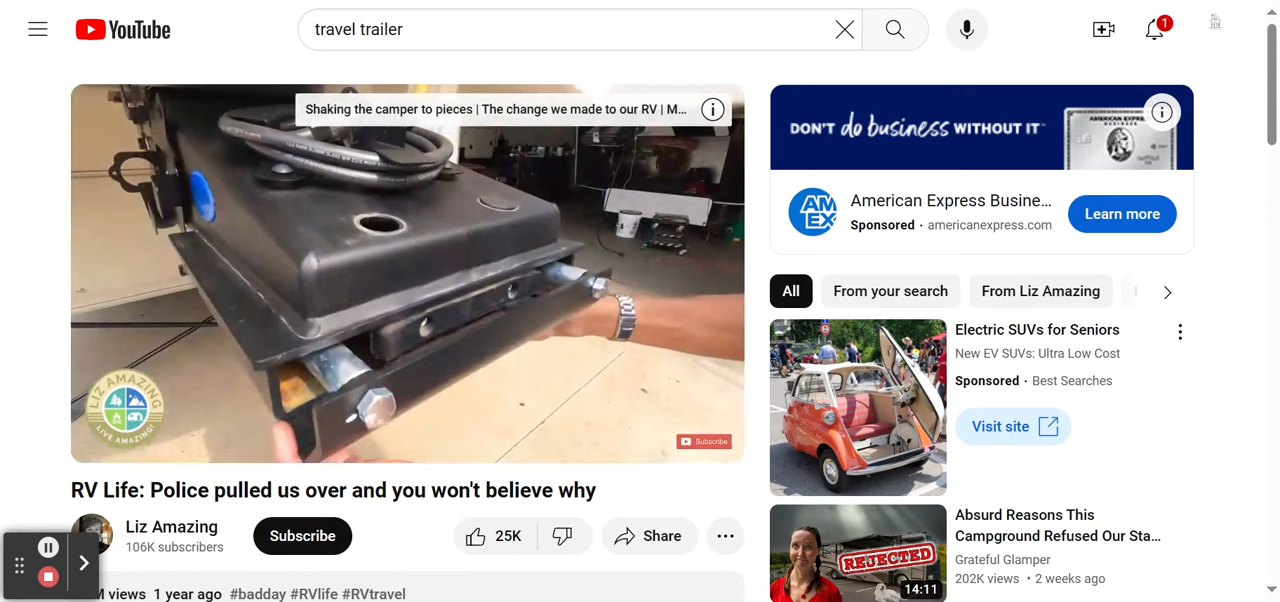 YouTube
travel trailer
1
Shaking the camper to pieces | The change we made to our RV | M...
LIZ AMAZING
LIVE AMAZING!
Subscribe
RV Life: Police pulled us over and you won't believe why
Liz Amazing
106K subscribers
Subscribe
25K
Share
M views 1 year ago #badday #RVlife #RVtravel
DON'T do business WITHOUT IT
AMERICAN EXPRESS
AM
EX
American Express Busine...
Sponsored · americanexpress.com
Learn more
All
From your search
From Liz Amazing
Electric SUVs for Seniors
New EV SUVs: Ultra Low Cost
Sponsored · Best Searches
Visit site
REJECTED
14:11
Absurd Reasons This
Campground Refused Our Sta...
Grateful Glamper
202K views • 2 weeks ago